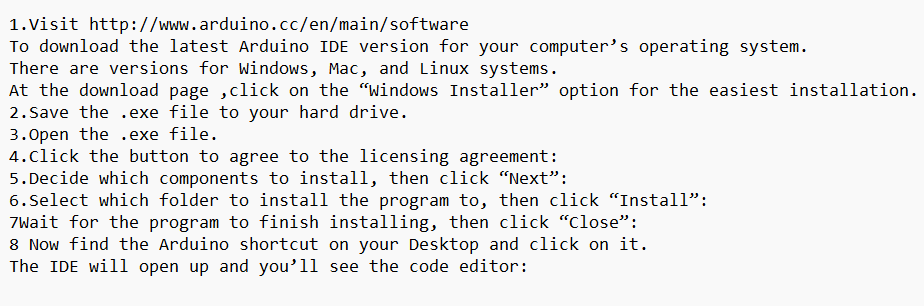 1.Visit http://www.arduino.cc/en/main/software
To download the latest Arduino IDE version for your computer’s operating system.
There are versions for Windows, Mac, and Linux systems.
At the download page ,click on the “Windows Installer” option for the easiest installation.
2.Save the .exe file to your hard drive.
3.Open the .exe file.
4.Click the button to agree to the licensing agreement:
5.Decide which components to install, then click “Next”:
6.Select which folder to install the program to, then click “Install”:
7Wait for the program to finish installing, then click “Close”:
8 Now find the Arduino shortcut on your Desktop and click on it.
The IDE will open up and you’ll see the code editor: